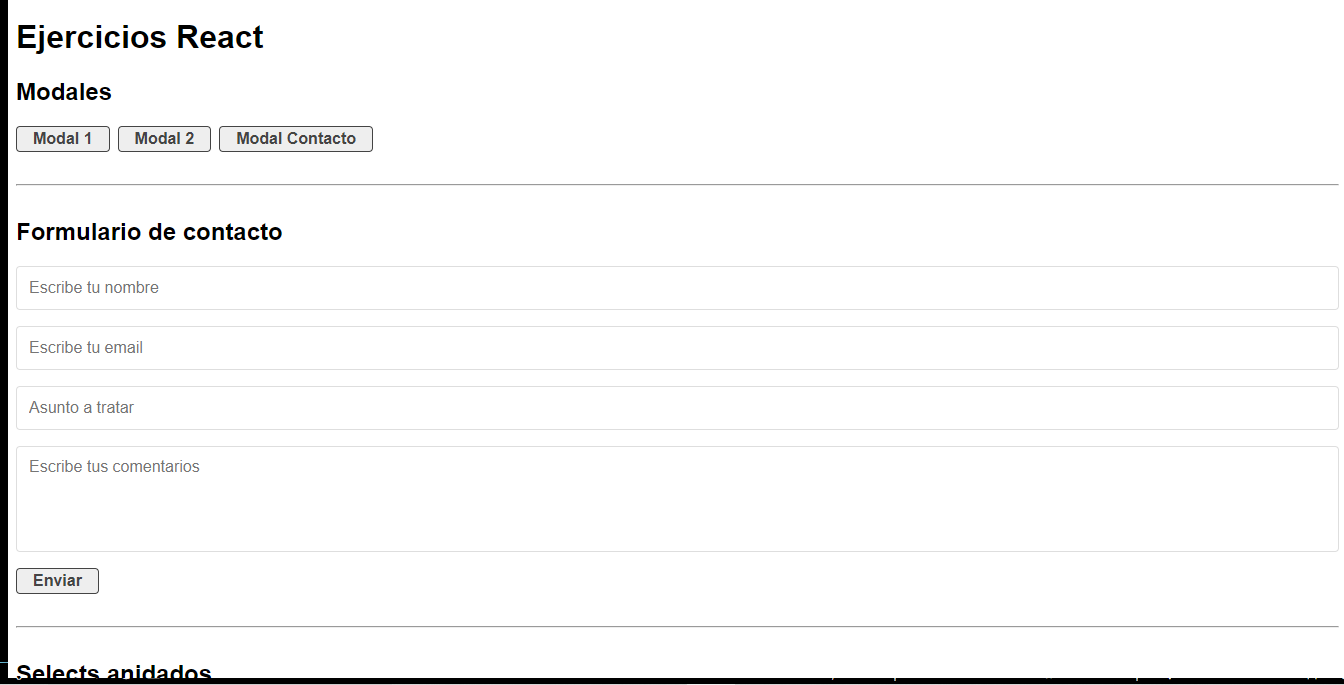 Ejercicios React
Modales
Modal 1 Modal 2 Modal Contacto
Formulario de contacto
Escribe tu nombre
Escribe tu email
Asunto a tratar
Escribe tus comentarios
Enviar
Selects anidados